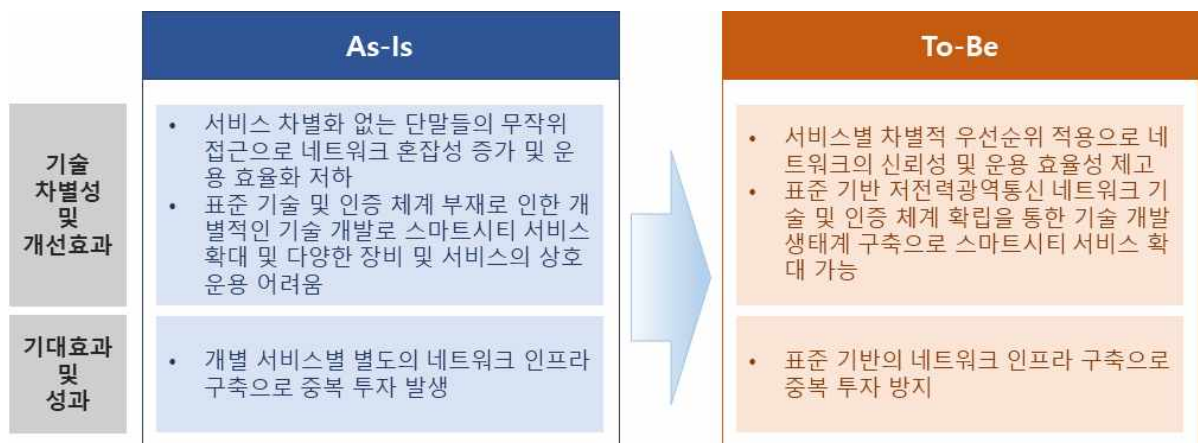 As-Is
To-Be
기술
차별성
및
개선효과
• 서비스 차별화 없는 단말들의 무작위
접근으로 네트워크 혼잡성 증가 및 운
용 효율화 저하
• 표준 기술 및 인증 체계 부재로 인한 개
별적인 기술 개발로 스마트시티 서비스
확대 및 다양한 장비 및 서비스의 상호
운용 어려움
• 서비스별 차별적 우선순위 적용으로 네
트워크의 신뢰성 및 운용 효율성 제고
• 표준 기반 저전력광역통신 네트워크 기
술 및 인증 체계 확립을 통한 기술 개발
생태계 구축으로 스마트시티 서비스 확
대 가능
기대효과
및
성과
• 개별 서비스별 별도의 네트워크 인프라
구축으로 중복 투자 발생
• 표준 기반의 네트워크 인프라 구축으로
중복 투자 방지